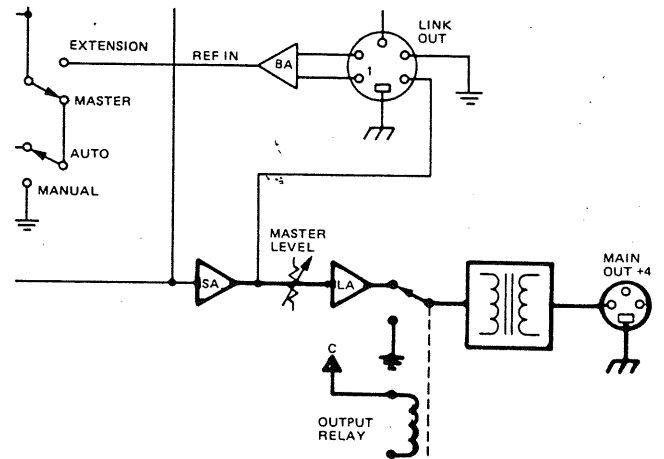 LINK
OUT
EXTENSION
REF IN
BA
1
MASTER
AUTO
MANUAL
MASTER
LEVEL
SA
LA
MAIN
OUT +4
C
OUTPUT
RELAY